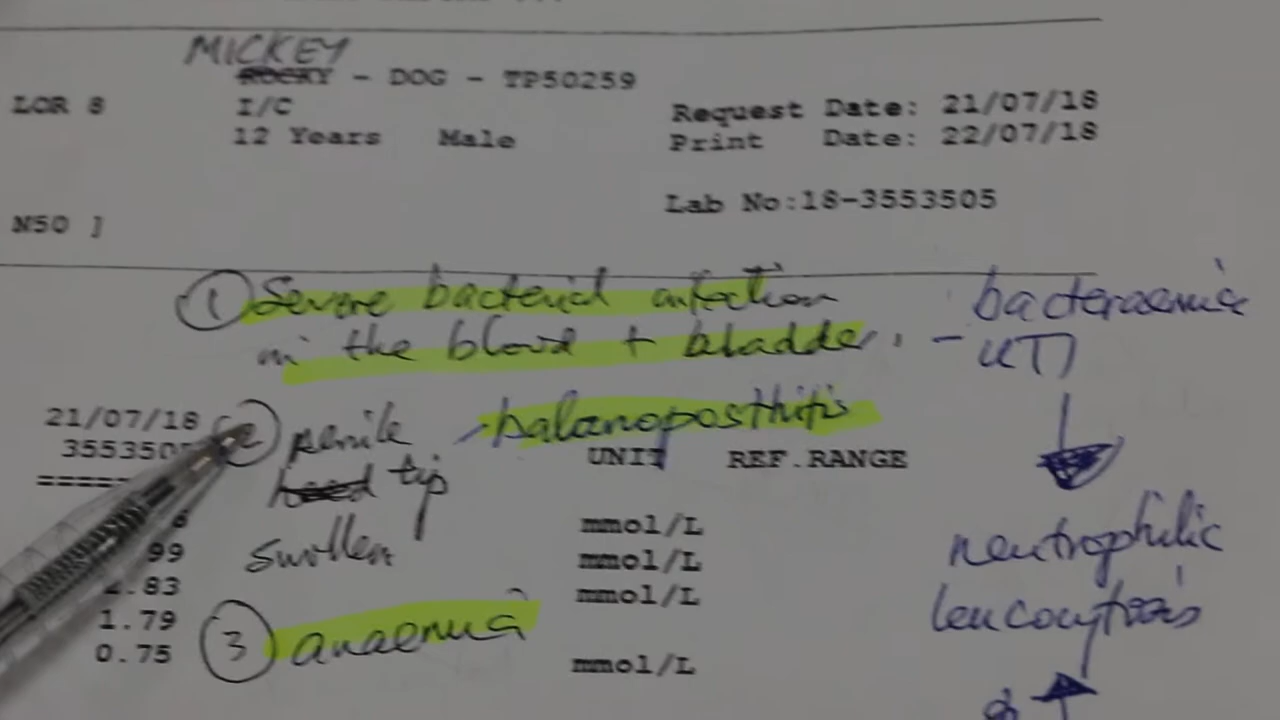 MICKEY
ROCKY - DOG - TP50259
LOR 8 I/C Request Date: 21/07/18
12 Years Male Print Date: 22/07/18
Lab No:18-3553505
N50 ]
① Severe bacterial infection bacteraemia
in the blood + bladder. - UTI
21/07/18 ② penile balanoposthitis
355350 UNIT REF.RANGE
tip
mmol/L
99 swollen mmol/L neutrophilic
.83 mmol/L leucocytosis
1.79 ③ anaemia
0.75 mmol/L